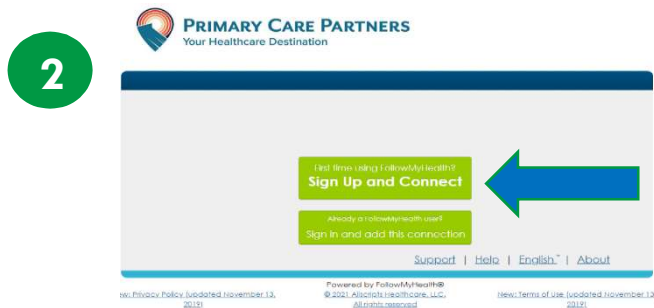 PRIMARY CARE PARTNERS
Your Healthcare Destination
2
First time using FollowMyHealth?
Sign Up and Connect
Already a FollowMyHealth user?
Sign in and add this connection
Support | Help | English | About
Powered by FollowMyHealth®
New: Privacy Policy (updated November 13, 2019)
© 2021 Allscripts Healthcare, LLC.
All rights reserved
New: Terms of Use (updated November 13
2019)